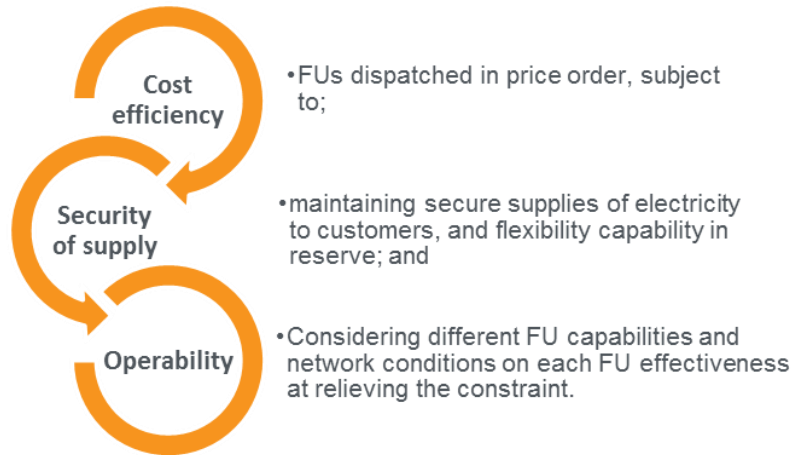 Cost
efficiency
•FUs dispatched in price order, subject
to;
Security
of supply
•maintaining secure supplies of electricity
to customers, and flexibility capability in
reserve; and
Operability
•Considering different FU capabilities and
network conditions on each FU effectiveness
at relieving the constraint.